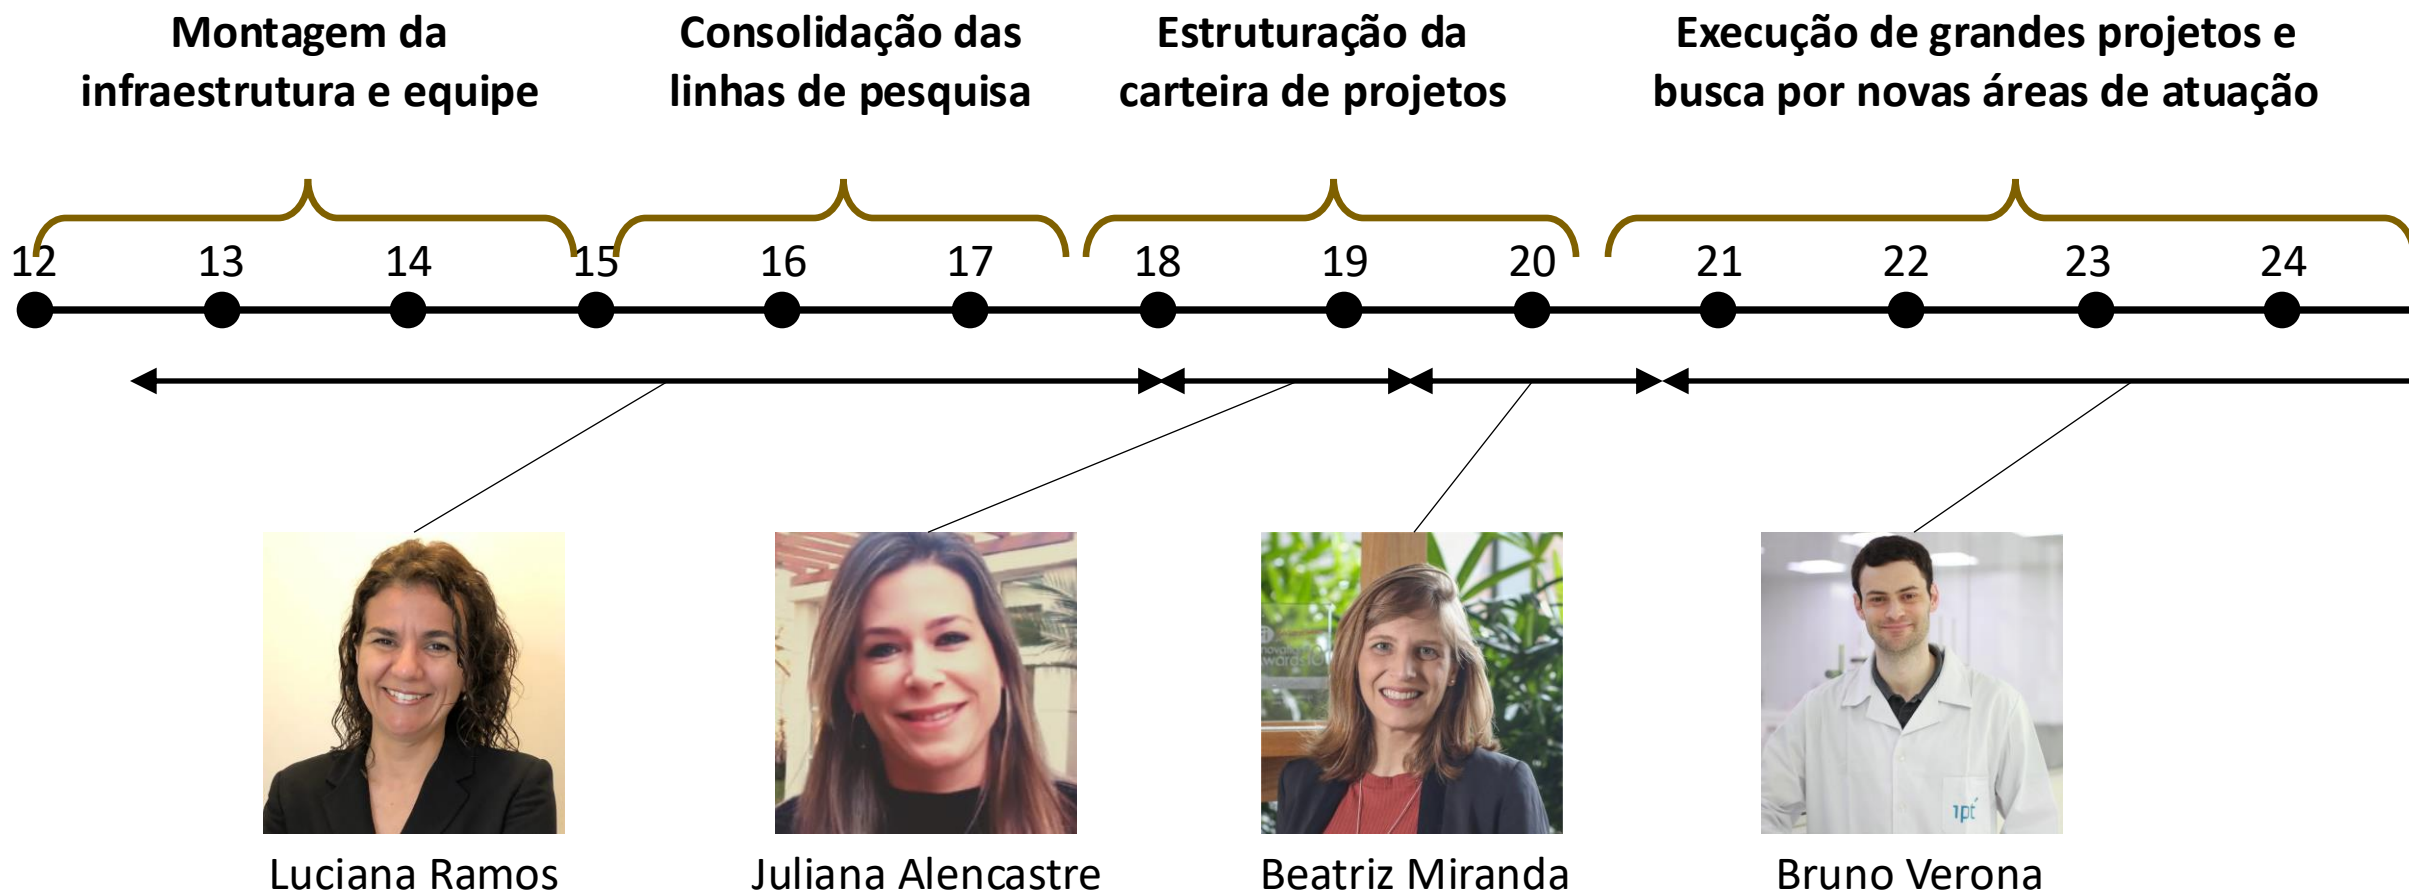 Montagem da
infraestrutura e equipe
Consolidação das
linhas de pesquisa
Estruturação da
carteira de projetos
Execução de grandes projetos e
busca por novas áreas de atuação
12 13 14 15 16 17 18 19 20 21 22 23 24
ipt
Luciana Ramos
Juliana Alencastre
Beatriz Miranda
Bruno Verona